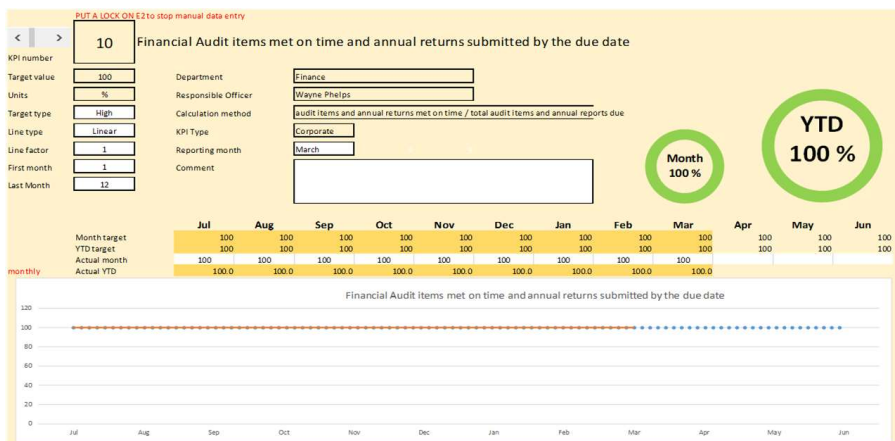 PUT A LOCK ON E2 to stop manual data entry
< >
10
Financial Audit items met on time and annual returns submitted by the due date
KPI number
Target value 100 Department Finance
Units % Responsible Officer Wayne Phelps
Target type High Calculation method audit items and annual returns met on time / total audit items and annual reports due
Line type Linear KPI Type Corporate
Line factor 1 Reporting month March
First month 1 Comment
Last Month 12
Month
100 %
YTD
100 %
Jul Aug Sep Oct Nov Dec Jan Feb Mar Apr May Jun
Month target 100 100 100 100 100 100 100 100 100 100 100 100
YTD target 100 100 100 100 100 100 100 100 100 100 100 100
Actual month 100 100 100 100 100 100 100 100 100
monthly Actual YTD 100.0 100.0 100.0 100.0 100.0 100.0 100.0 100.0 100.0
Financial Audit items met on time and annual returns submitted by the due date
120
100
80
60
40
20
0
Jul Aug Sep Oct Nov Dec Jan Feb Mar Apr May Jun